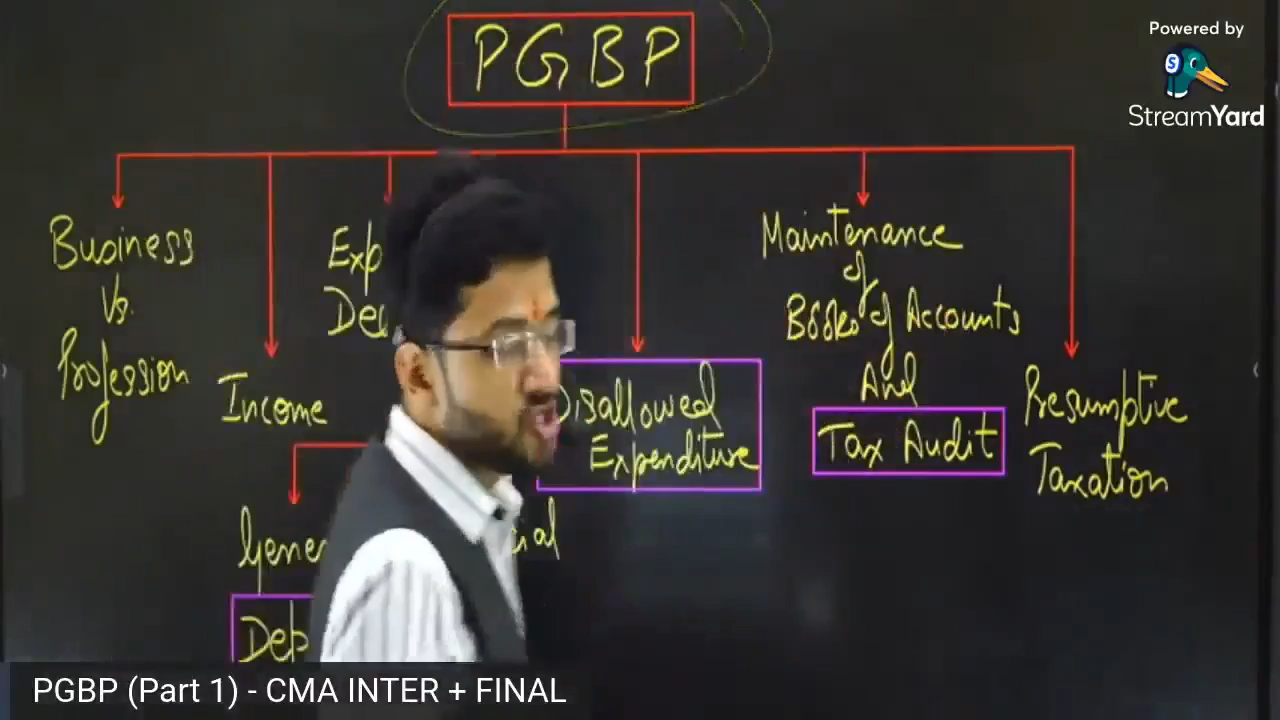 Powered by
StreamYard
PGBP
Business
Vs.
Profession
Income
Maintenance
of
Books of Accounts
And
Tax Audit
Presumptive
Taxation
Disallowed
Expenditure
PGBP (Part 1) - CMA INTER + FINAL